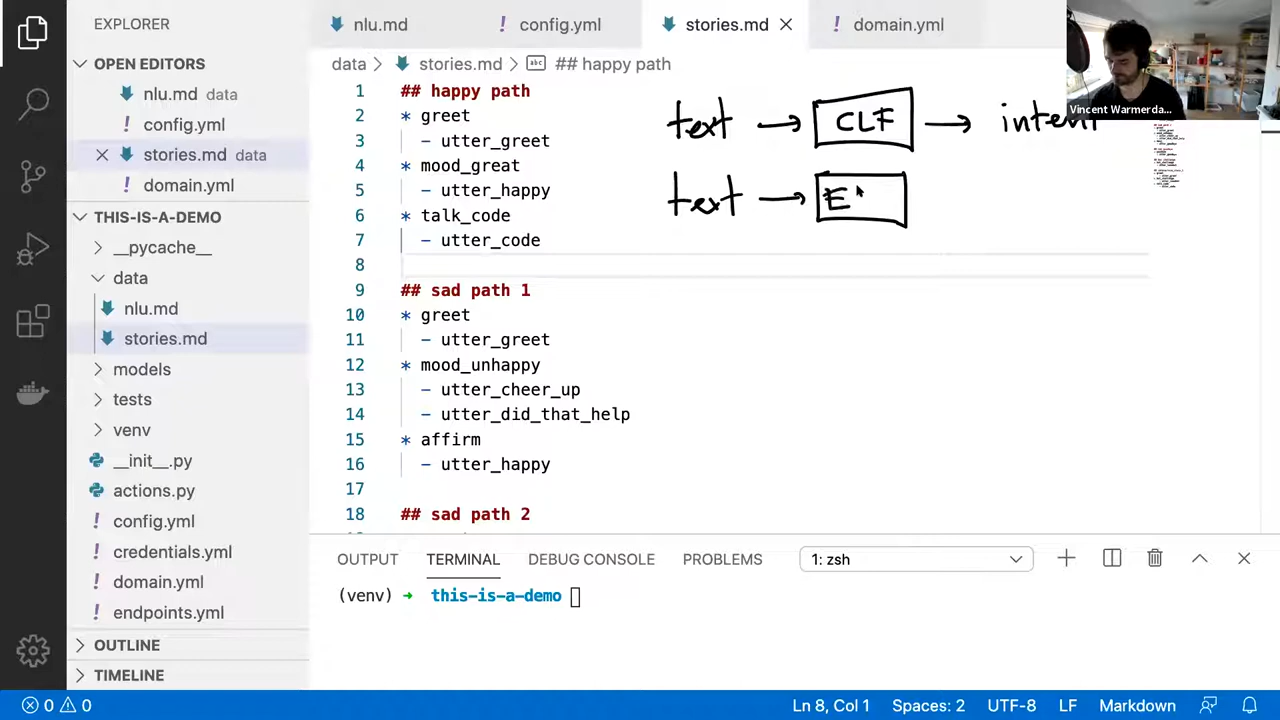 EXPLORER
nlu.md
! config.yml
stories.md
! domain.yml
OPEN EDITORS
data > stories.md > abc ## happy path
nlu.md data
! config.yml
stories.md data
! domain.yml
THIS-IS-A-DEMO
__pycache__
data
nlu.md
stories.md
models
tests
venv
__init__.py
actions.py
! config.yml
! credentials.yml
! domain.yml
! endpoints.yml
OUTLINE
TIMELINE
1 ## happy path
2 * greet
3 - utter_greet
4 * mood_great
5 - utter_happy
6 * talk_code
7 - utter_code
8
9 ## sad path 1
10 * greet
11 - utter_greet
12 * mood_unhappy
13 - utter_cheer_up
14 - utter_did_that_help
15 * affirm
16 - utter_happy
17
18 ## sad path 2
text → CLF → intent
text → E
Vincent Warmerda...
OUTPUT TERMINAL DEBUG CONSOLE PROBLEMS 1: zsh
(venv) → this-is-a-demo
0 0 Ln 8, Col 1 Spaces: 2 UTF-8 LF Markdown